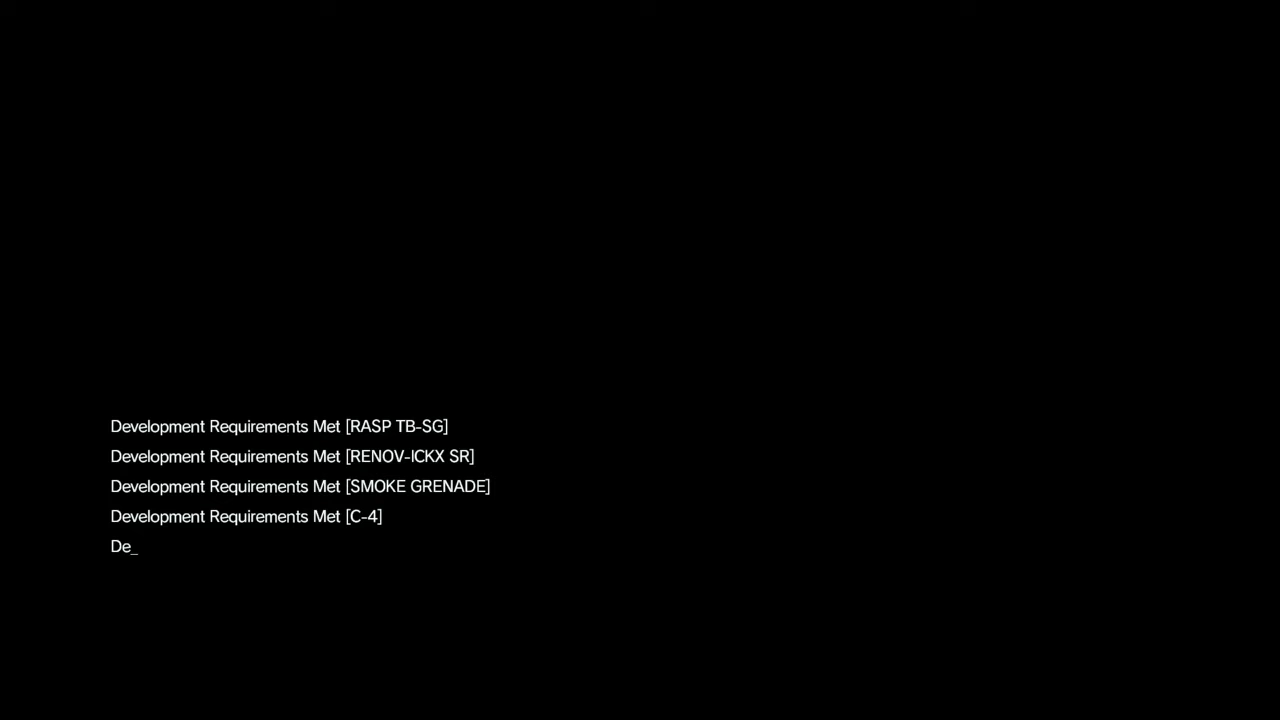 Development Requirements Met [RASP TB-SG]
Development Requirements Met [RENOV-ICKX SR]
Development Requirements Met [SMOKE GRENADE]
Development Requirements Met [C-4]
De_